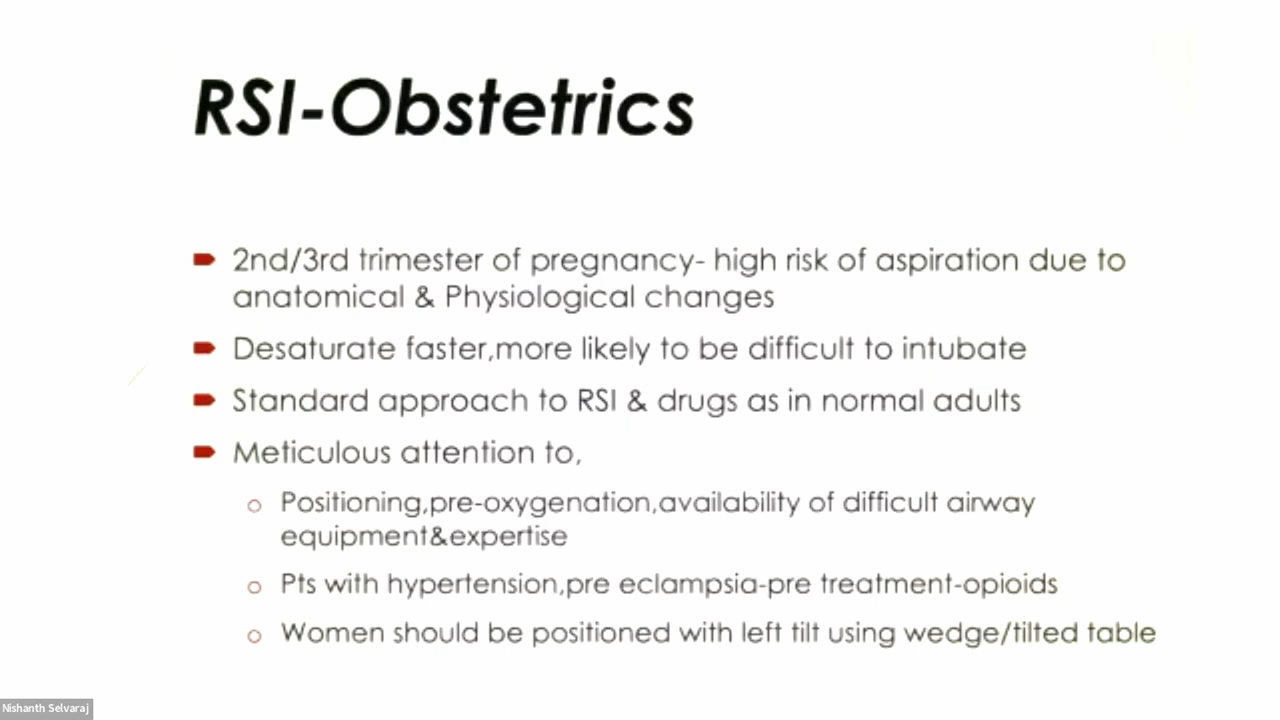 RSI-Obstetrics
2nd/3rd trimester of pregnancy- high risk of aspiration due to
anatomical & Physiological changes
Desaturate faster,more likely to be difficult to intubate
Standard approach to RSI & drugs as in normal adults
Meticulous attention to,
Positioning,pre-oxygenation,availability of difficult airway
equipment&expertise
Pts with hypertension,pre eclampsia-pre treatment-opioids
Women should be positioned with left tilt using wedge/tilted table
Nishanth Selvaraj